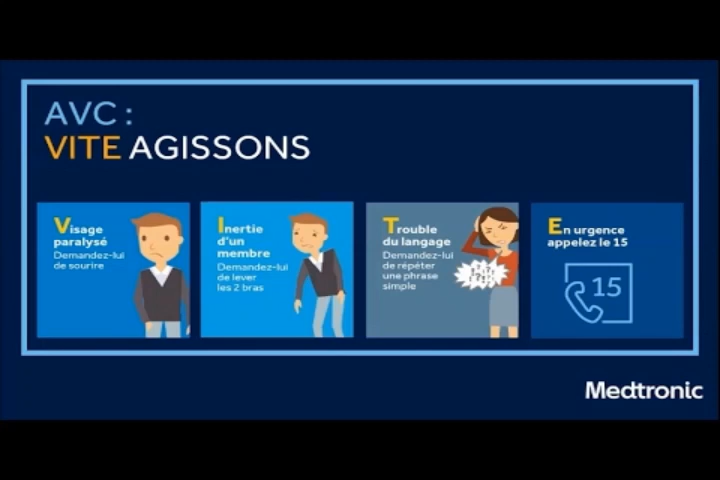 AVC :
VITE AGISSONS
Visage
paralysé
Demandez-lui
de sourire
Inertie
d'un
membre
Demandez-lui
de lever
les 2 bras
Trouble
du langage
Demandez-lui
de répéter
une phrase
simple
En urgence
appelez le 15
15
Medtronic